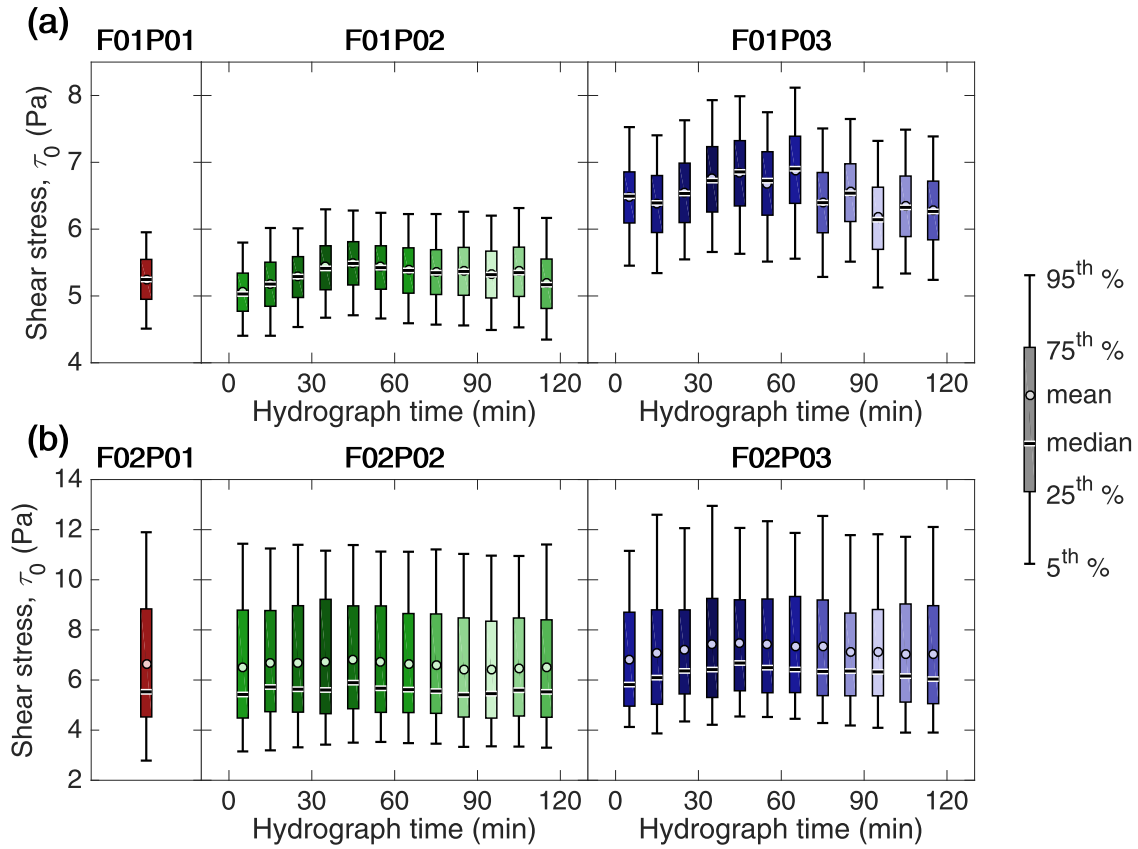 (a)
F01P01 F01P02 F01P03
Shear stress, τ0 (Pa)
8
7
6
5
4
0 30 60 90 120 0 30 60 90 120
Hydrograph time (min) Hydrograph time (min)
95th %
75th %
mean
median
25th %
5th %
(b)
F02P01 F02P02 F02P03
Shear stress, τ0 (Pa)
14
12
10
8
6
4
2
0 30 60 90 120 0 30 60 90 120
Hydrograph time (min) Hydrograph time (min)